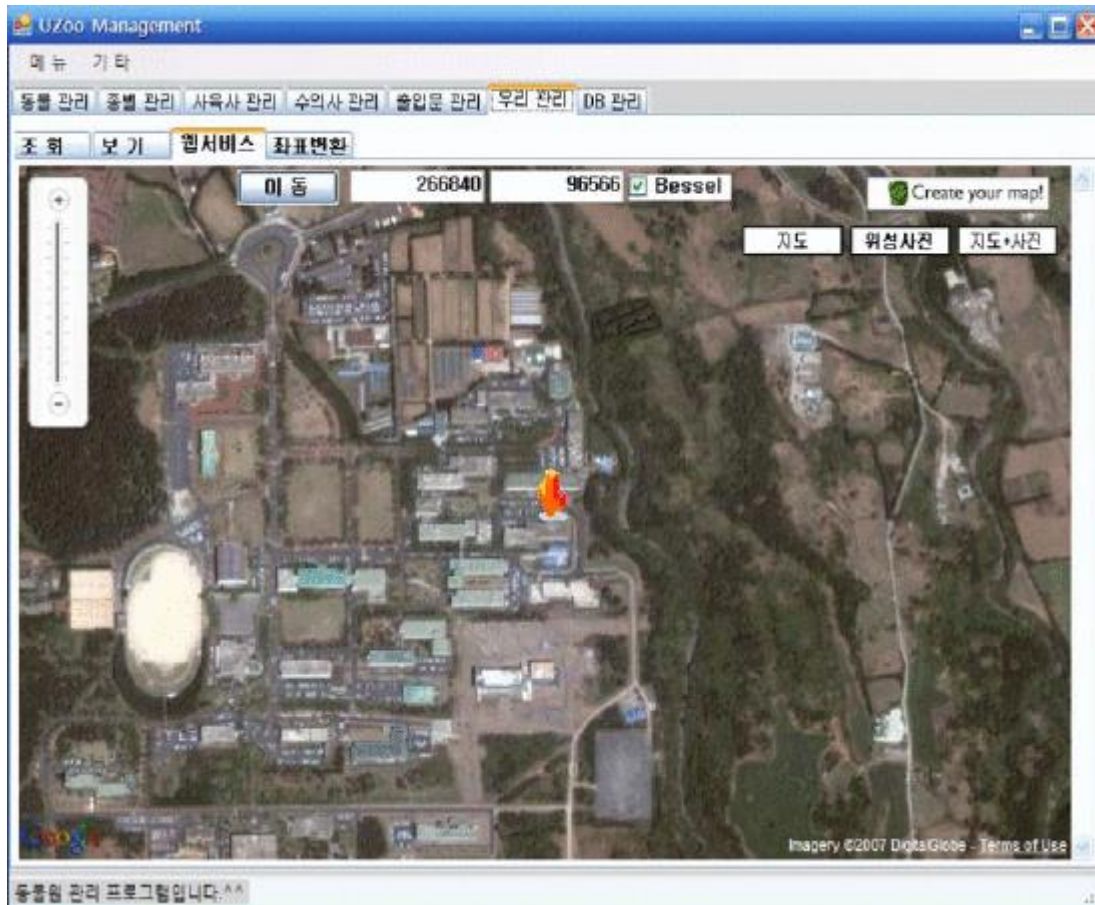 UZoo Management
메 뉴 기 타
동물 관리 종별 관리 사육사 관리 수의사 관리 출입문 관리 우리 관리 DB 관리
조 회 보 기 웹서비스 좌표변환
이 동 266840 96566 Bessel Create your map!
지도 위성사진 지도+사진
Google Imagery ©2007 DigitalGlobe - Terms of Use
동물원 관리 프로그램입니다.^^